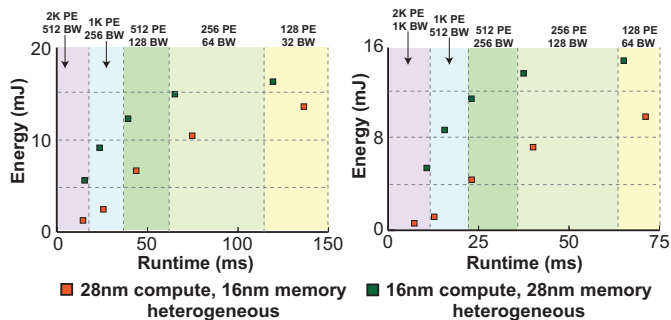 2K PE
512 BW
1K PE
256 BW
512 PE
128 BW
256 PE
64 BW
128 PE
32 BW
20
10
0
Energy (mJ)
0
50
100
150
Runtime (ms)
2K PE
1K BW
1K PE
512 BW
512 PE
256 BW
256 PE
128 BW
128 PE
64 BW
16
8
0
Energy (mJ)
0
25
50
75
Runtime (ms)
28nm compute, 16nm memory
heterogeneous
16nm compute, 28nm memory
heterogeneous